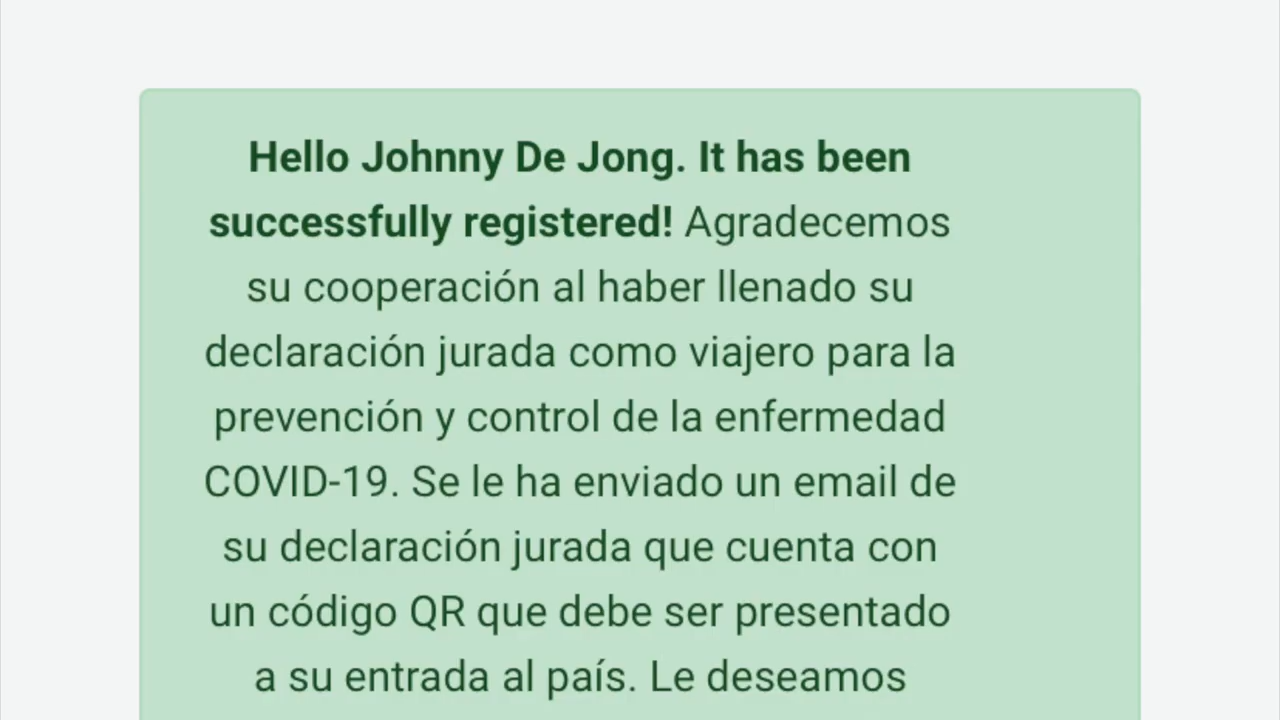 Hello Johnny De Jong. It has been
successfully registered! Agradecemos
su cooperación al haber llenado su
declaración jurada como viajero para la
prevención y control de la enfermedad
COVID-19. Se le ha enviado un email de
su declaración jurada que cuenta con
un código QR que debe ser presentado
a su entrada al país. Le deseamos